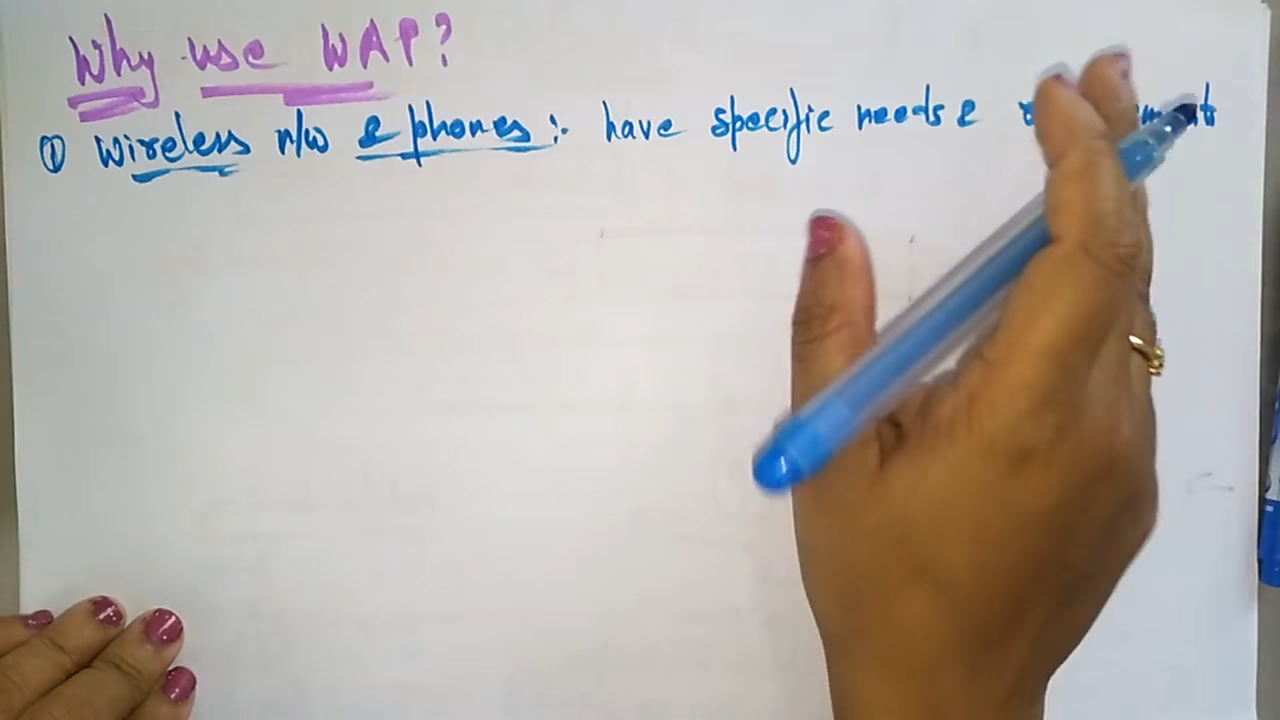 Why use WAP?
① Wireless n/w & phones :- have specific needs &